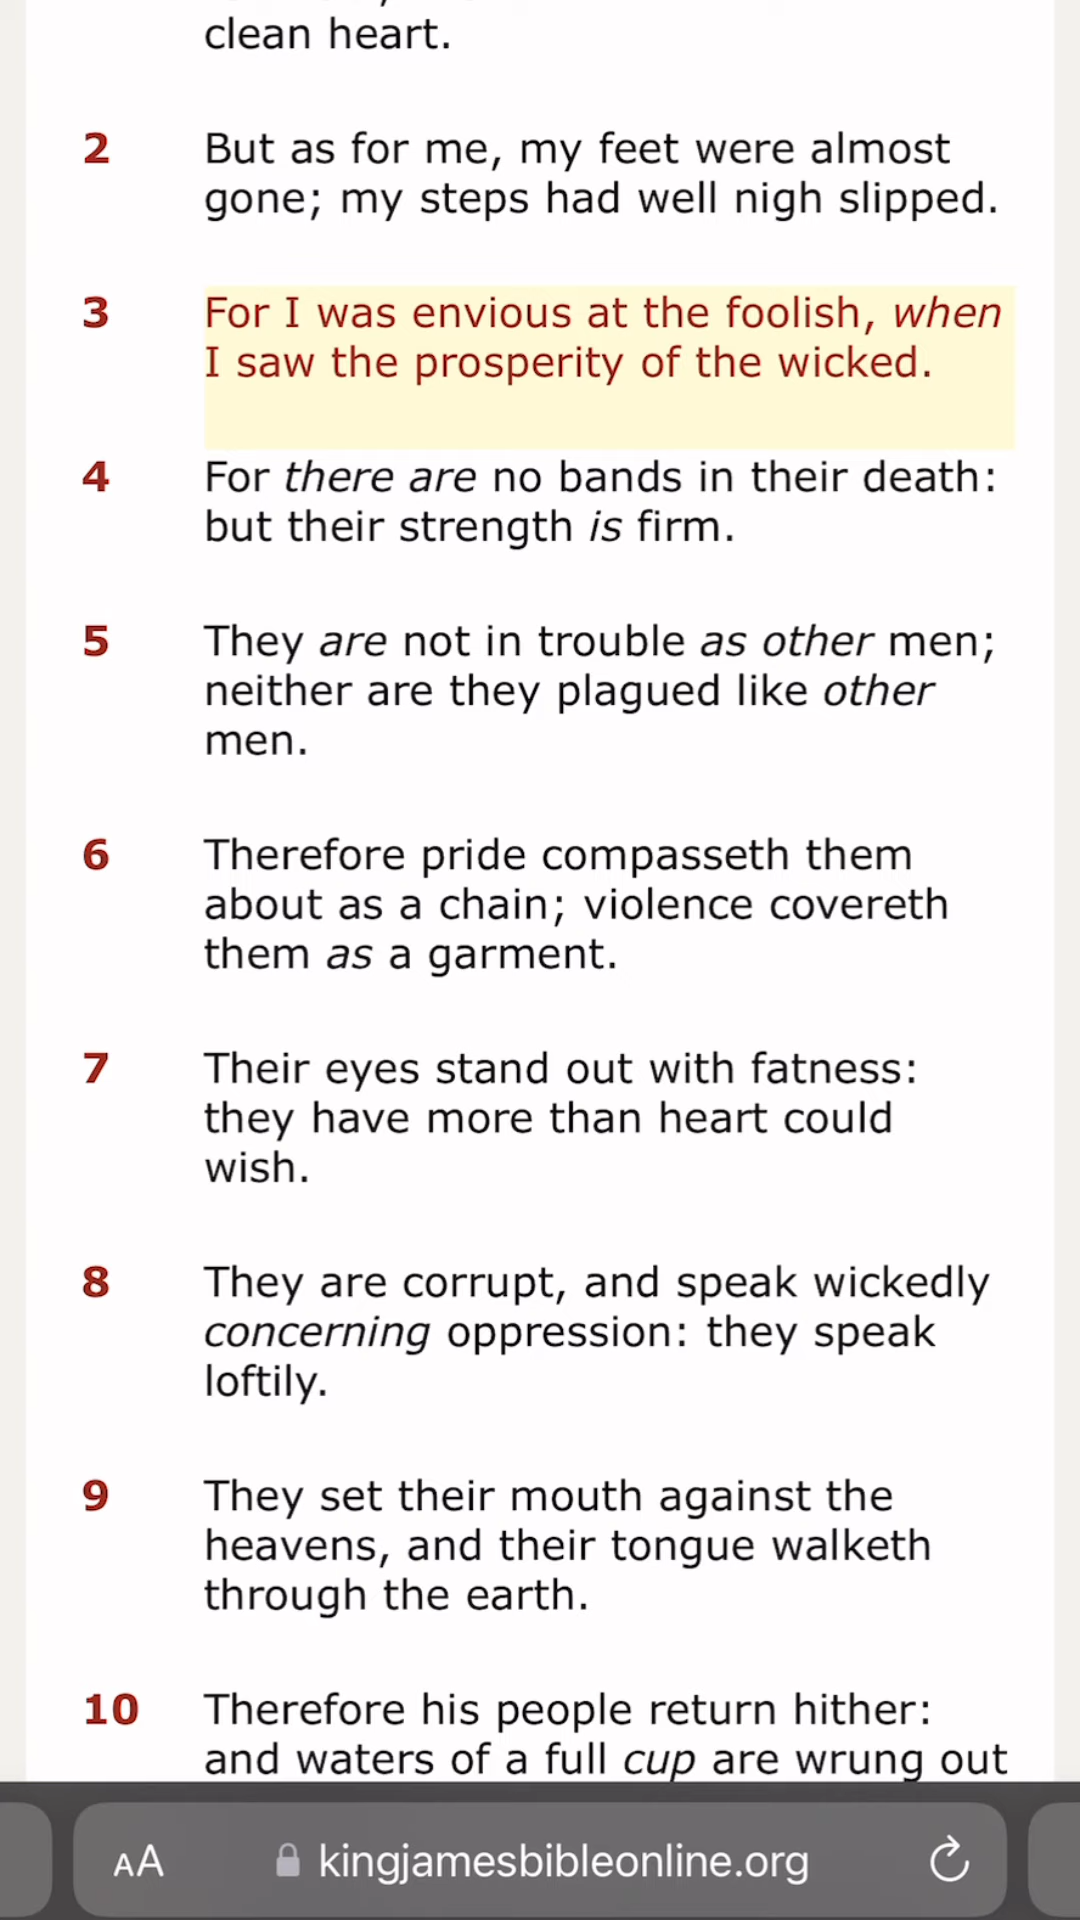 clean heart.
2 But as for me, my feet were almost
gone; my steps had well nigh slipped.
3 For I was envious at the foolish, when
I saw the prosperity of the wicked.
4 For there are no bands in their death:
but their strength is firm.
5 They are not in trouble as other men;
neither are they plagued like other
men.
6 Therefore pride compasseth them
about as a chain; violence covereth
them as a garment.
7 Their eyes stand out with fatness:
they have more than heart could
wish.
8 They are corrupt, and speak wickedly
concerning oppression: they speak
loftily.
9 They set their mouth against the
heavens, and their tongue walketh
through the earth.
10 Therefore his people return hither:
and waters of a full cup are wrung out
AA kingjamesbibleonline.org